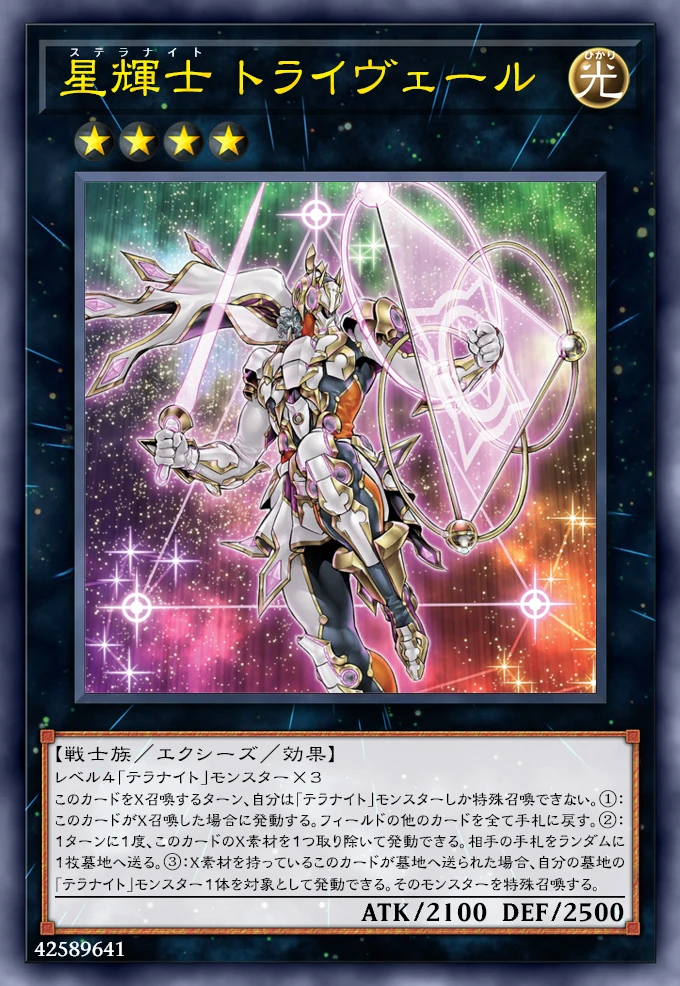 ステラナイト
星輝士 トライヴェール
ひかり
光
【戦士族／エクシーズ／効果】
レベル４「テラナイト」モンスター×３
このカードをX召喚するターン、自分は「テラナイト」モンスターしか特殊召喚できない。①：
このカードがX召喚した場合に発動する。フィールドの他のカードを全て手札に戻す。②：
1ターンに1度、このカードのX素材を1つ取り除いて発動できる。相手の手札をランダムに
1枚墓地へ送る。③：X素材を持っているこのカードが墓地へ送られた場合、自分の墓地の
「テラナイト」モンスター1体を対象として発動できる。そのモンスターを特殊召喚する。
ATK/2100 DEF/2500
42589641